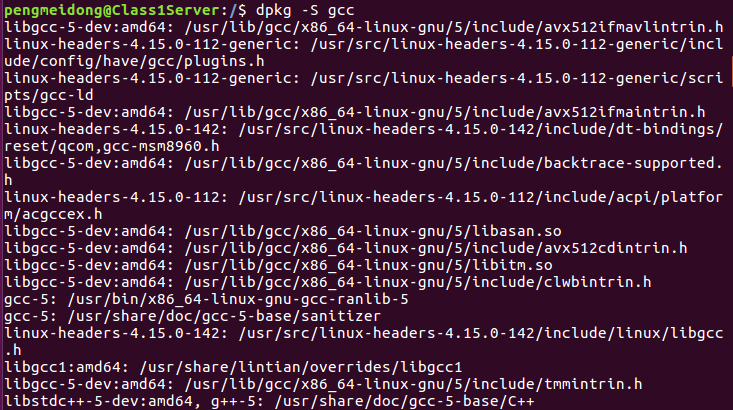 pengmeidong@Class1Server:/$ dpkg -S gcc
libgcc-5-dev:amd64: /usr/lib/gcc/x86_64-linux-gnu/5/include/avx512ifmavlintrin.h
linux-headers-4.15.0-112-generic: /usr/src/linux-headers-4.15.0-112-generic/incl
ude/config/have/gcc/plugins.h
linux-headers-4.15.0-112-generic: /usr/src/linux-headers-4.15.0-112-generic/scri
pts/gcc-ld
libgcc-5-dev:amd64: /usr/lib/gcc/x86_64-linux-gnu/5/include/avx512ifmaintrin.h
linux-headers-4.15.0-142: /usr/src/linux-headers-4.15.0-142/include/dt-bindings/
reset/qcom,gcc-msm8960.h
libgcc-5-dev:amd64: /usr/lib/gcc/x86_64-linux-gnu/5/include/backtrace-supported.
h
linux-headers-4.15.0-112: /usr/src/linux-headers-4.15.0-112/include/acpi/platfor
m/acgccex.h
libgcc-5-dev:amd64: /usr/lib/gcc/x86_64-linux-gnu/5/libasan.so
libgcc-5-dev:amd64: /usr/lib/gcc/x86_64-linux-gnu/5/include/avx512cdintrin.h
libgcc-5-dev:amd64: /usr/lib/gcc/x86_64-linux-gnu/5/libitm.so
libgcc-5-dev:amd64: /usr/lib/gcc/x86_64-linux-gnu/5/include/clwbintrin.h
gcc-5: /usr/bin/x86_64-linux-gnu-gcc-ranlib-5
gcc-5: /usr/share/doc/gcc-5-base/sanitizer
linux-headers-4.15.0-142: /usr/src/linux-headers-4.15.0-142/include/linux/libgcc
.h
libgcc1:amd64: /usr/share/lintian/overrides/libgcc1
libgcc-5-dev:amd64: /usr/lib/gcc/x86_64-linux-gnu/5/include/tmmintrin.h
libstdc++-5-dev:amd64, g++-5: /usr/share/doc/gcc-5-base/C++